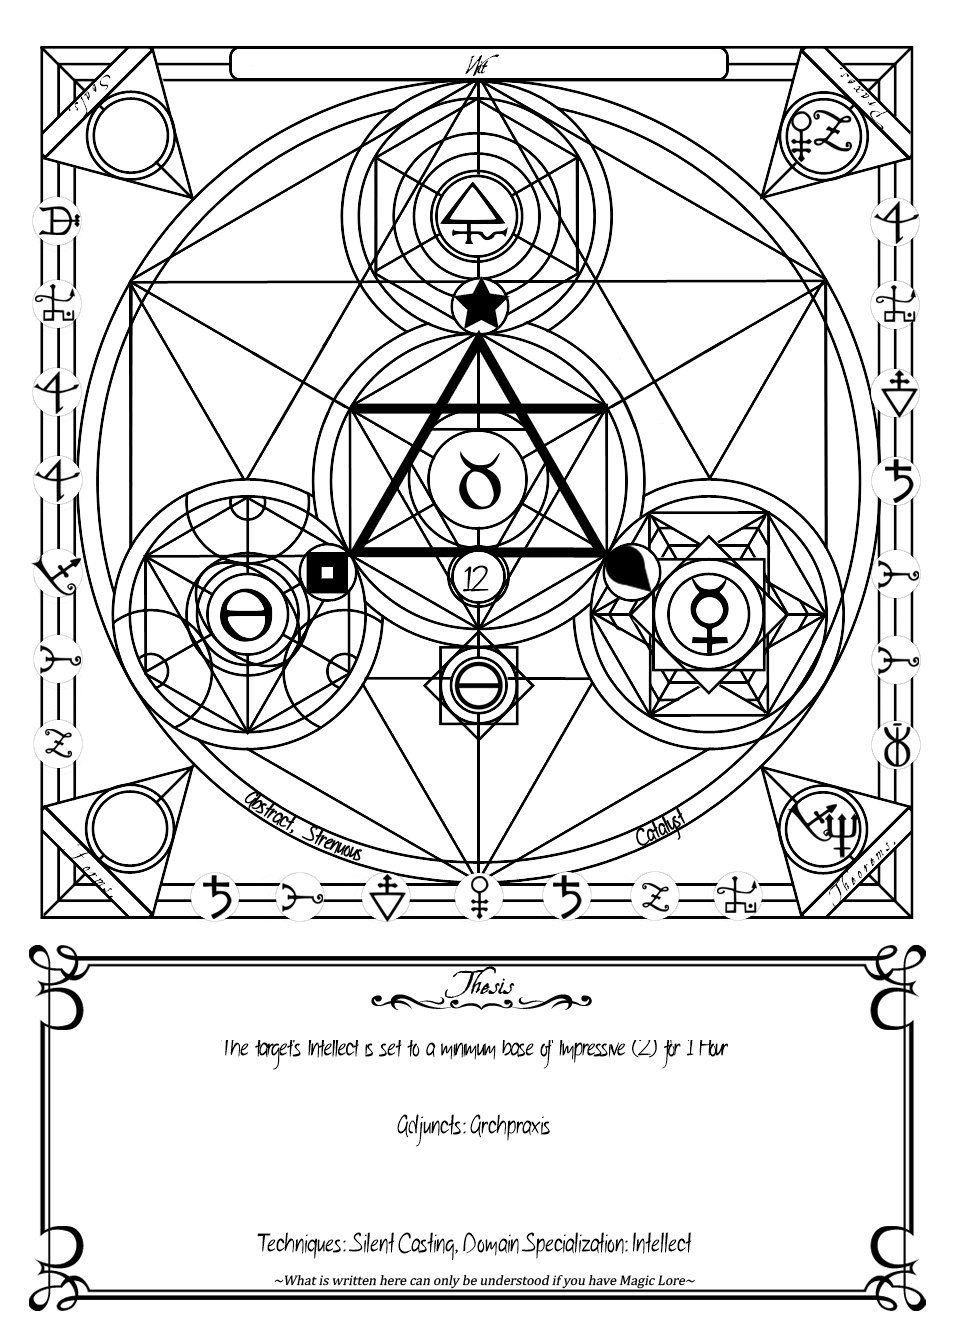 Wit
Seals.
Praxes.
12
Abstract, Strenuous
Catalyst
Forms.
Theorems.
Thesis
The target's Intellect is set to a minimum base of Impressive (2) for 1 Hour
Adjuncts: Archpraxis
Techniques: Silent Casting, Domain Specialization: Intellect
~What is written here can only be understood if you have Magic Lore~